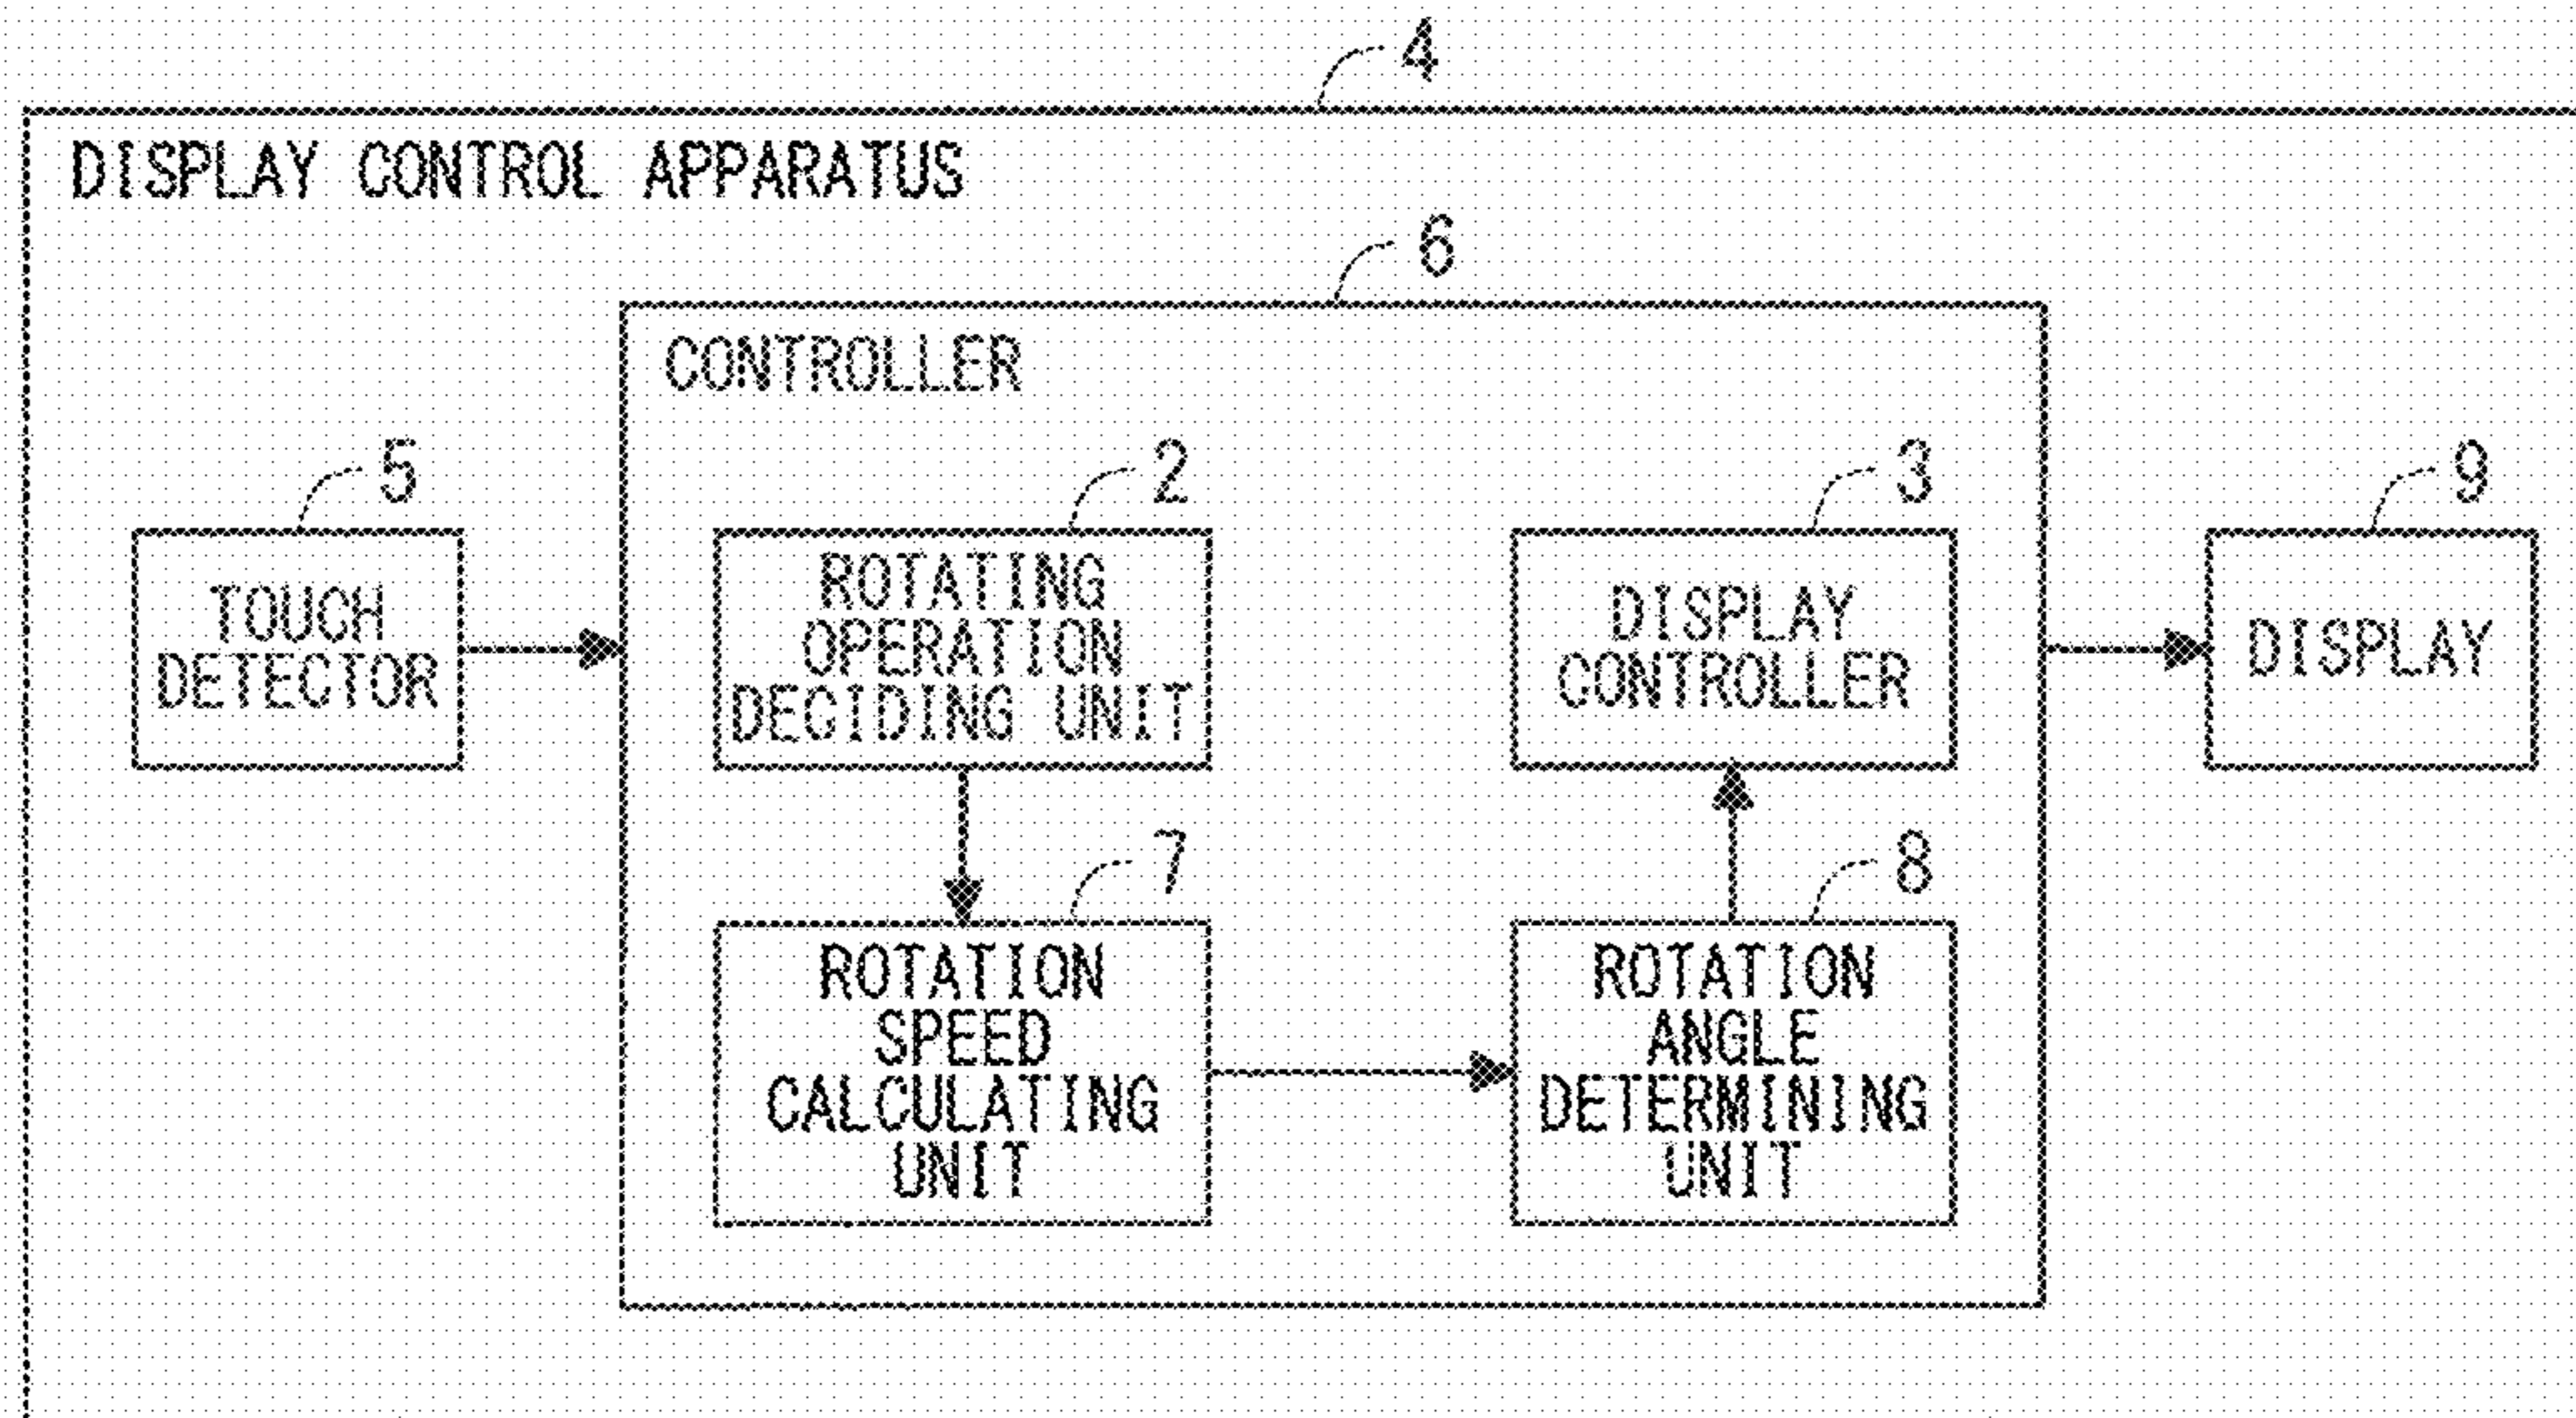 4
DISPLAY CONTROL APPARATUS
6
CONTROLLER
5
2
3
9
TOUCH
DETECTOR
ROTATING
OPERATION
DECIDING UNIT
DISPLAY
CONTROLLER
DISPLAY
7
8
ROTATION
SPEED
CALCULATING
UNIT
ROTATION
ANGLE
DETERMINING
UNIT